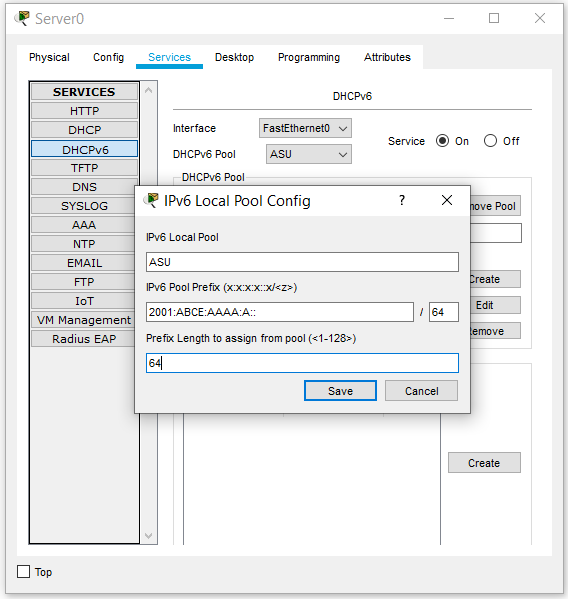 Server0
Physical Config Services Desktop Programming Attributes
SERVICES
HTTP
DHCP
DHCPv6
TFTP
DNS
SYSLOG
AAA
NTP
EMAIL
FTP
IoT
VM Management
Radius EAP
DHCPv6
Interface FastEthernet0 Service On Off
DHCPv6 Pool ASU
DHCPv6 Pool
move Pool
Create
Edit
Remove
IPv6 Local Pool Config ?
IPv6 Local Pool
ASU
IPv6 Pool Prefix (x:x:x:x::x/<z>)
2001:ABCE:AAAA:A:: / 64
Prefix Length to assign from pool (<1-128>)
64
Save Cancel
Create
Top